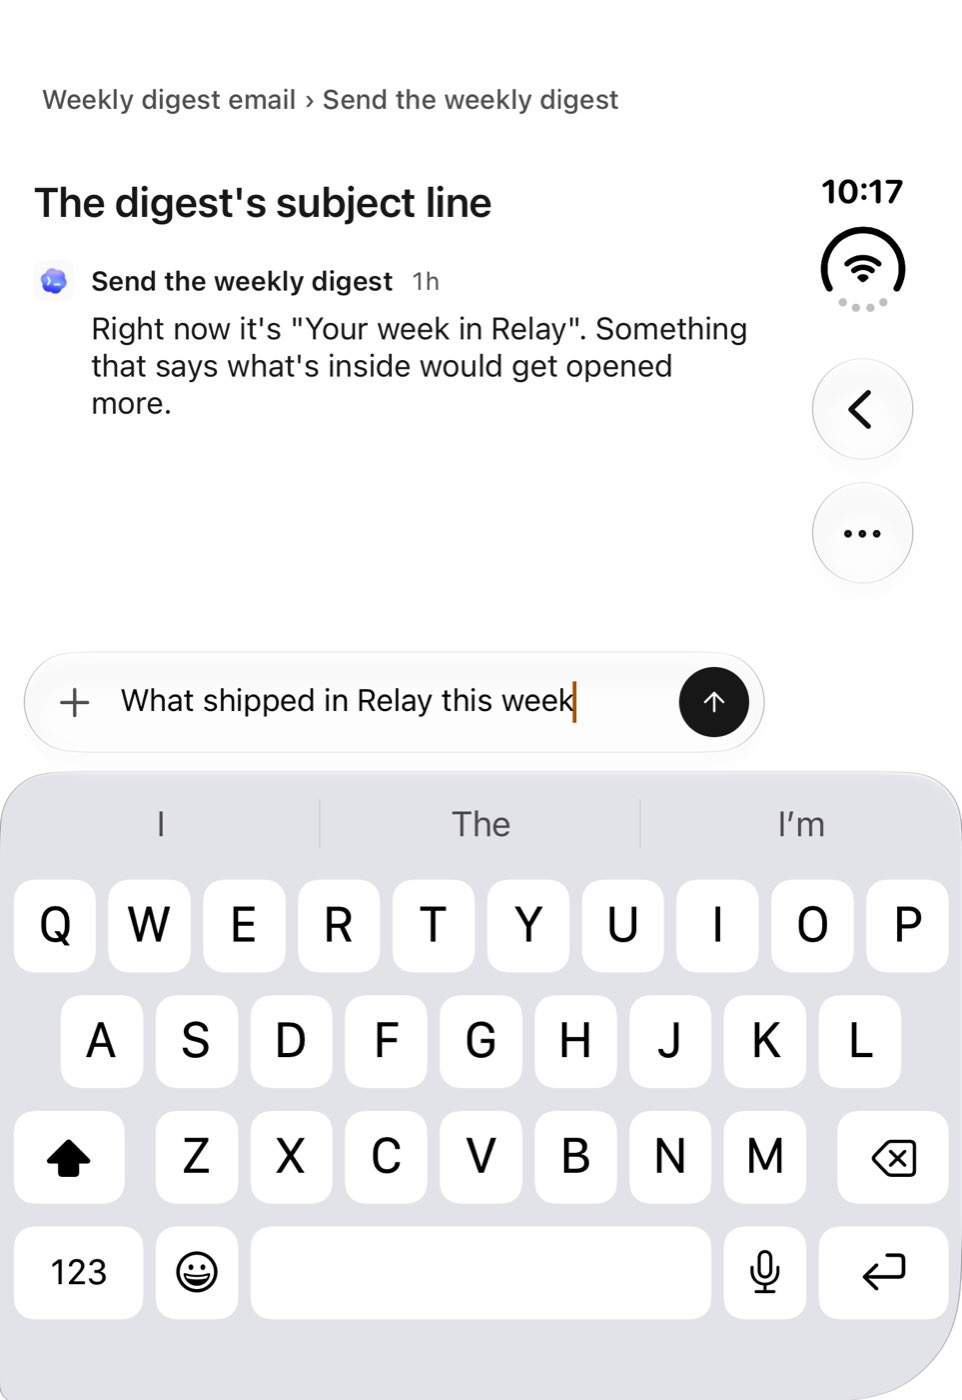 Weekly digest email › Send the weekly digest
The digest's subject line
10:17
Send the weekly digest 1h
Right now it's "Your week in Relay". Something
that says what's inside would get opened
more.
What shipped in Relay this week
I The I’m
Q W E R T Y U I O P
A S D F G H J K L
Z X C V B N M
123